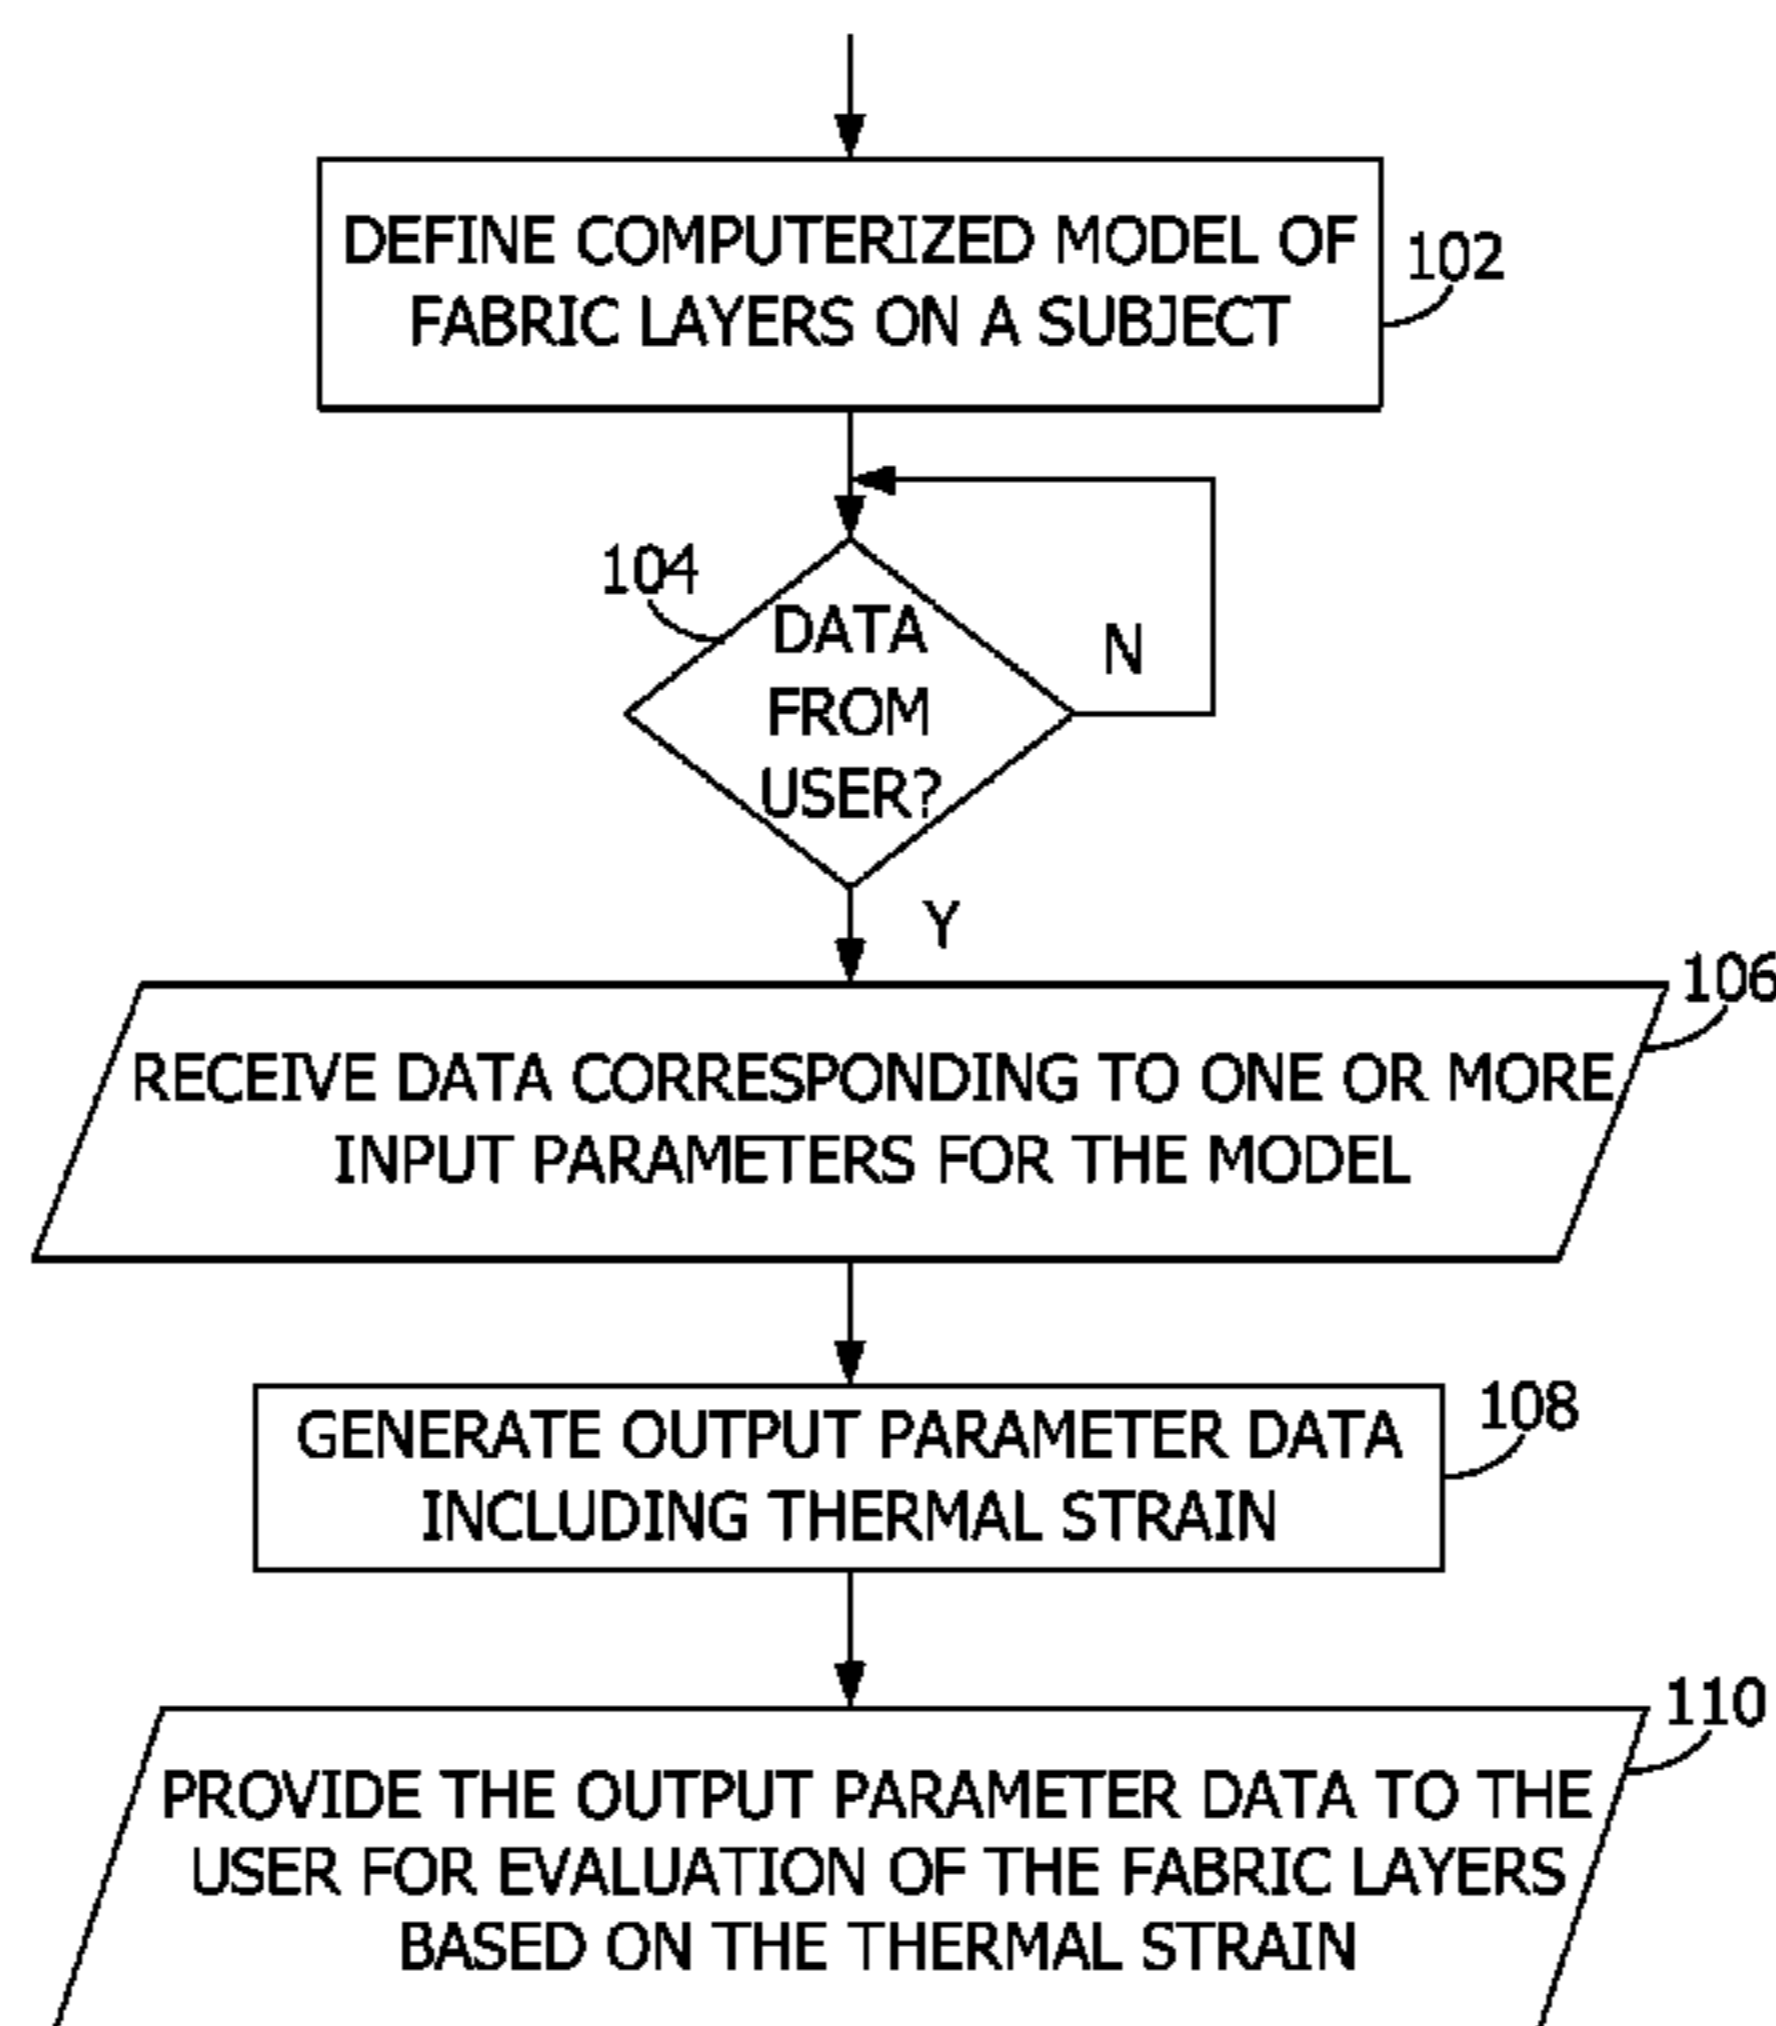 DEFINE COMPUTERIZED MODEL OF
FABRIC LAYERS ON A SUBJECT
102
104
DATA
FROM
USER?
N
Y
106
RECEIVE DATA CORRESPONDING TO ONE OR MORE
INPUT PARAMETERS FOR THE MODEL
108
GENERATE OUTPUT PARAMETER DATA
INCLUDING THERMAL STRAIN
110
PROVIDE THE OUTPUT PARAMETER DATA TO THE
USER FOR EVALUATION OF THE FABRIC LAYERS
BASED ON THE THERMAL STRAIN